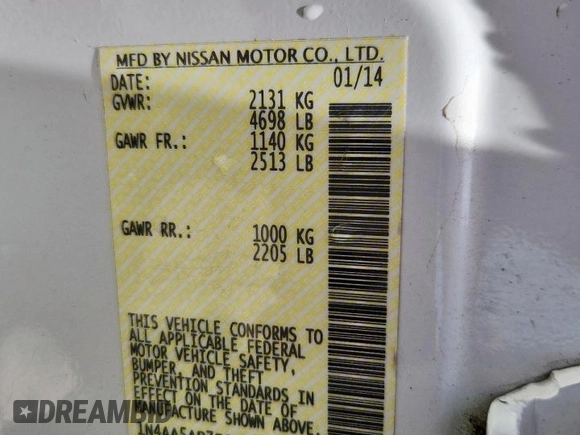 MFD BY NISSAN MOTOR CO., LTD.
DATE: 01/14
GVWR: 2131 KG
4698 LB
GAWR FR.: 1140 KG
2513 LB
GAWR RR.: 1000 KG
2205 LB
THIS VEHICLE CONFORMS TO
ALL APPLICABLE FEDERAL
MOTOR VEHICLE SAFETY,
BUMPER, AND THEFT
PREVENTION STANDARDS IN
EFFECT ON THE DATE OF
MANUFACTURE SHOWN ABOVE.
DREAMB